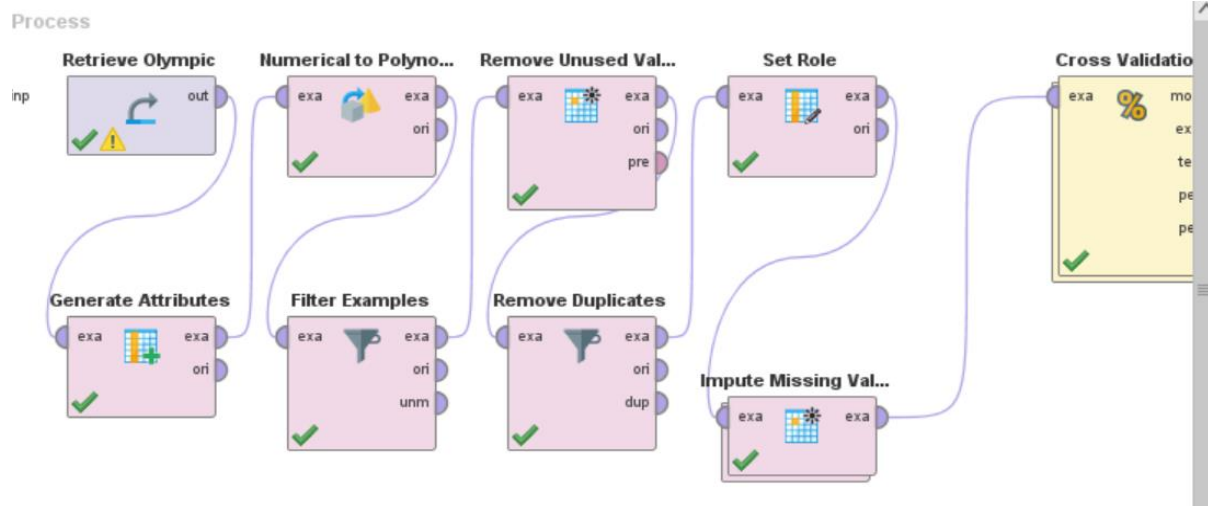 Process
Retrieve Olympic
Numerical to Polyno...
Remove Unused Val...
Set Role
Cross Validatio
inp
out
exa
exa
ori
exa
exa
ori
pre
exa
exa
ori
exa
mo
ex
te
pe
pe
Generate Attributes
Filter Examples
Remove Duplicates
exa
exa
ori
exa
exa
ori
unm
exa
exa
ori
dup
Impute Missing Val...
exa
exa